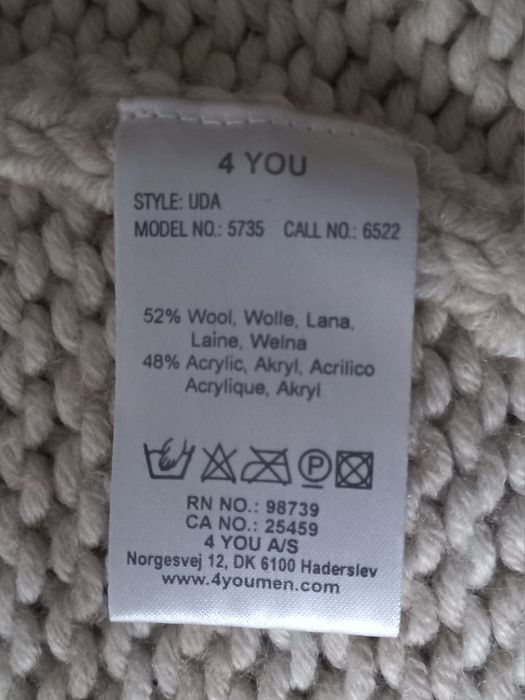 4 YOU
STYLE: UDA
MODEL NO.: 5735 CALL NO.: 6522
52% Wool, Wolle, Lana,
Laine, Welna
48% Acrylic, Akryl, Acrilico
Acrylique, Akryl
P
RN NO.: 98739
CA NO.: 25459
4 YOU A/S
Norgesvej 12, DK 6100 Haderslev
www.4youmen.com